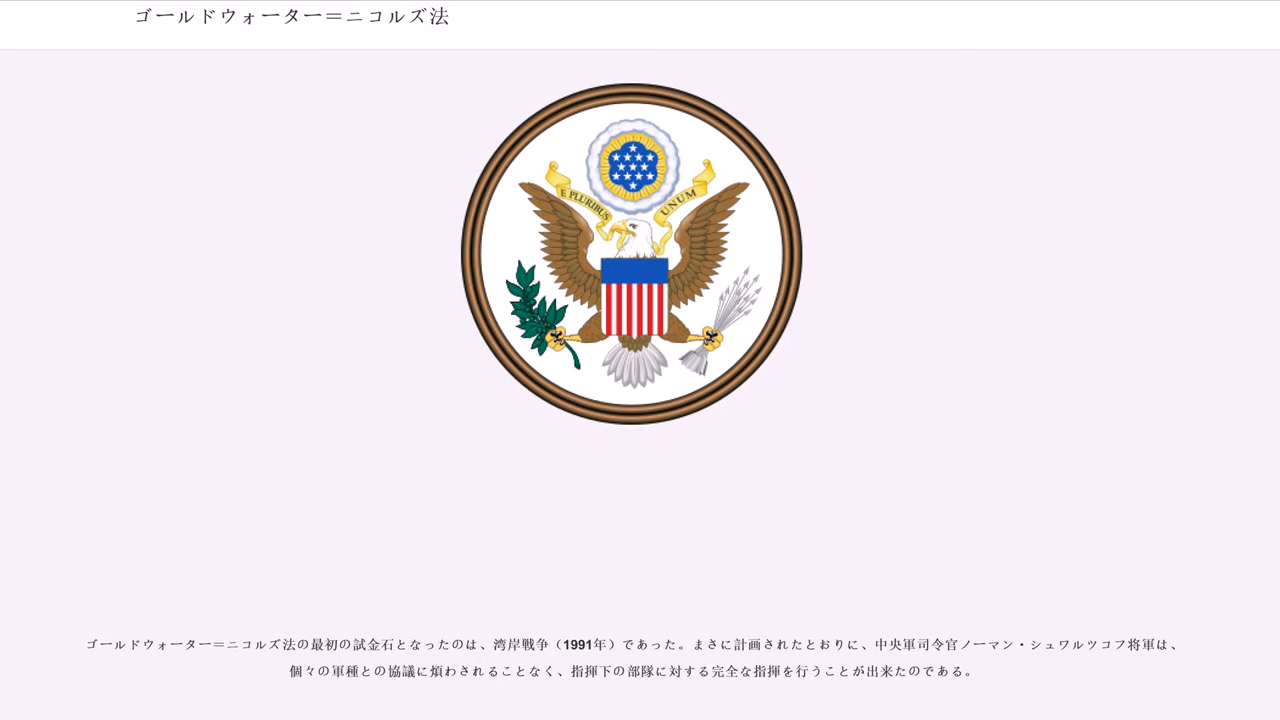 ゴールドウォーター＝ニコルズ法
E PLURIBUS UNUM
ゴールドウォーター＝ニコルズ法の最初の試金石となったのは、湾岸戦争（1991年）であった。まさに計画されたとおりに、中央軍司令官ノーマン・シュワルツコフ将軍は、
個々の軍種との協議に煩わされることなく、指揮下の部隊に対する完全な指揮を行うことが出来たのである。